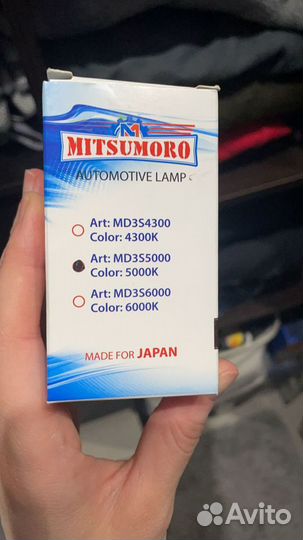 MITSUMORO
AUTOMOTIVE LAMP
Art: MD3S4300
Color: 4300K
Art: MD3S5000
Color: 5000K
Art: MD3S6000
Color: 6000K
MADE FOR JAPAN
Avito